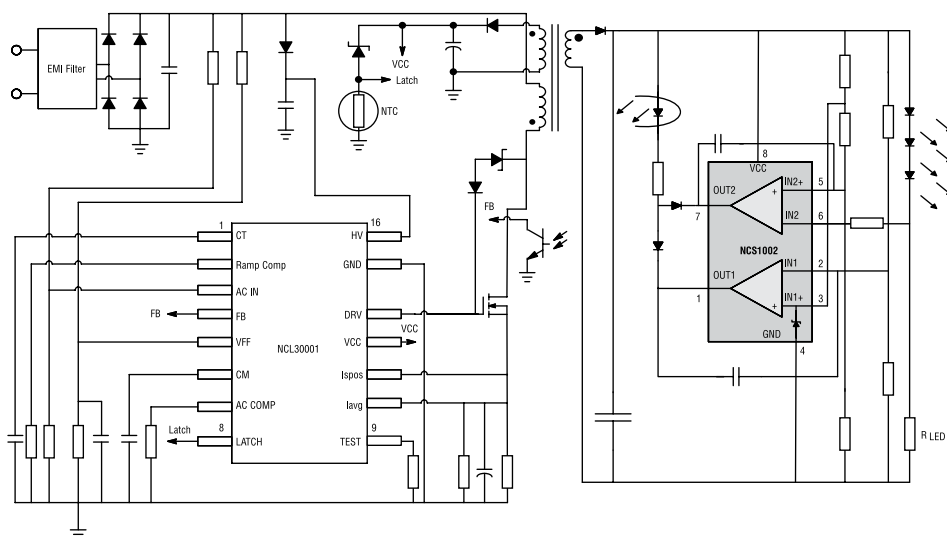 EMI Filter
VCC
Latch
NTC
FB
1
16
CT
HV
Ramp Comp
GND
AC IN
FB
FB
DRV
VCC
VFF
NCL30001
VCC
CM
Ispos
AC COMP
Iavg
Latch
8
9
LATCH
TEST
8
VCC
OUT2
IN2+
5
7
IN2
6
NCS1002
OUT1
IN1
2
1
IN1+
3
GND
4
R LED